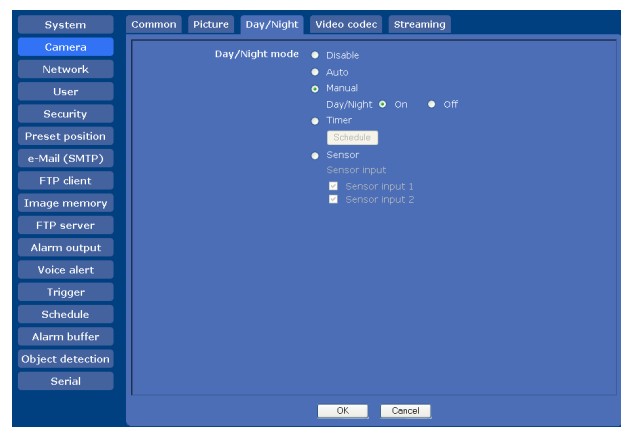 System
Camera
Network
User
Security
Preset position
e-Mail (SMTP)
FTP client
Image memory
FTP server
Alarm output
Voice alert
Trigger
Schedule
Alarm buffer
Object detection
Serial
Common Picture Day/Night Video codec Streaming
Day/Night mode Disable
Auto
Manual
Day/Night On Off
Timer
Schedule
Sensor
Sensor input
Sensor input 1
Sensor input 2
OK Cancel